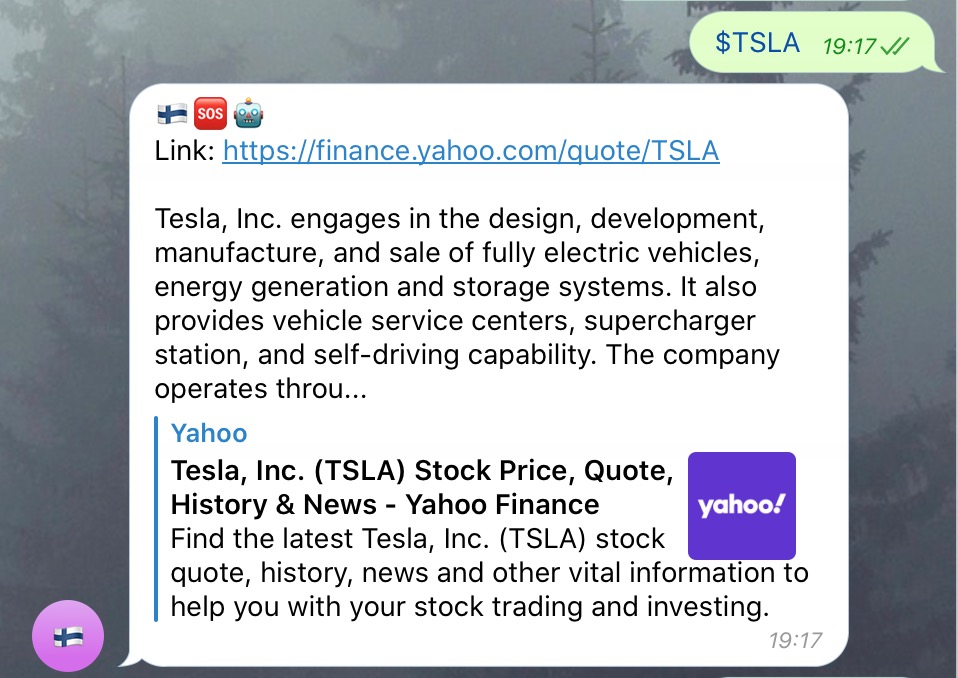 $TSLA 19:17
SOS
Link: https://finance.yahoo.com/quote/TSLA
Tesla, Inc. engages in the design, development,
manufacture, and sale of fully electric vehicles,
energy generation and storage systems. It also
provides vehicle service centers, supercharger
station, and self-driving capability. The company
operates throu...
Yahoo
Tesla, Inc. (TSLA) Stock Price, Quote,
History & News - Yahoo Finance
yahoo!
Find the latest Tesla, Inc. (TSLA) stock
quote, history, news and other vital information to
help you with your stock trading and investing.
19:17